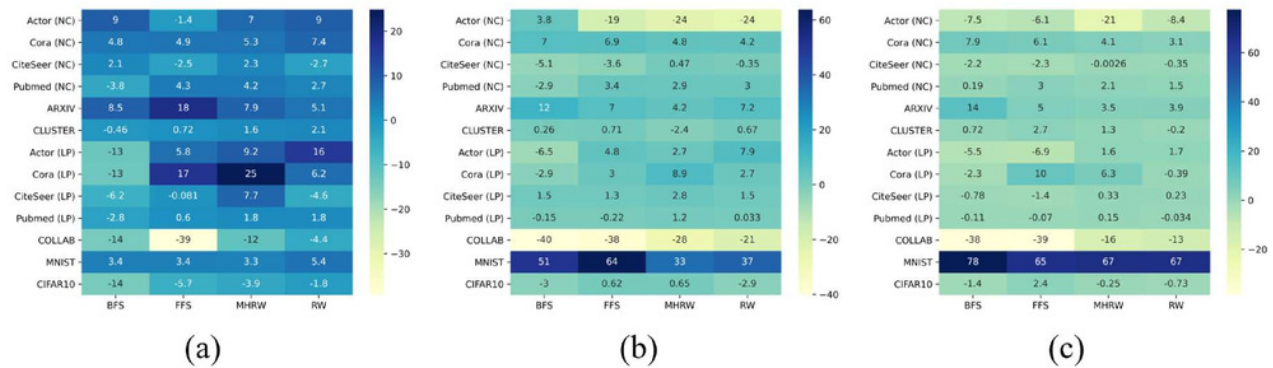 Actor (NC) 9 -1.4 7 9
Cora (NC) 4.8 4.9 5.3 7.4
CiteSeer (NC) 2.1 -2.5 2.3 -2.7
Pubmed (NC) -3.8 4.3 4.2 2.7
ARXIV 8.5 18 7.9 5.1
CLUSTER -0.46 0.72 1.6 2.1
Actor (LP) -13 5.8 9.2 16
Cora (LP) -13 17 25 6.2
CiteSeer (LP) -6.2 -0.081 7.7 -4.6
Pubmed (LP) -2.8 0.6 1.8 1.8
COLLAB -14 -39 -12 -4.4
MNIST 3.4 3.4 3.3 5.4
CIFAR10 -14 -5.7 -3.9 -1.8
BFS FFS MHRW RW
20
10
0
-10
-20
-30
(a)
Actor (NC) 3.8 -19 -24 -24
Cora (NC) 7 6.9 4.8 4.2
CiteSeer (NC) -5.1 -3.6 0.47 -0.35
Pubmed (NC) -2.9 3.4 2.9 3
ARXIV 12 7 4.2 7.2
CLUSTER 0.26 0.71 -2.4 0.67
Actor (LP) -6.5 4.8 2.7 7.9
Cora (LP) -2.9 3 8.9 2.7
CiteSeer (LP) 1.5 1.3 2.8 1.5
Pubmed (LP) -0.15 -0.22 1.2 0.033
COLLAB -40 -38 -28 -21
MNIST 51 64 33 37
CIFAR10 -3 0.62 0.65 -2.9
BFS FFS MHRW RW
60
40
20
0
-20
-40
(b)
Actor (NC) -7.5 -6.1 -21 -8.4
Cora (NC) 7.9 6.1 4.1 3.1
CiteSeer (NC) -2.2 -2.3 -0.0026 -0.35
Pubmed (NC) 0.19 3 2.1 1.5
ARXIV 14 5 3.5 3.9
CLUSTER 0.72 2.7 1.3 -0.2
Actor (LP) -5.5 -6.9 1.6 1.7
Cora (LP) -2.3 10 6.3 -0.39
CiteSeer (LP) -0.78 -1.4 0.33 0.23
Pubmed (LP) -0.11 -0.07 0.15 -0.034
COLLAB -38 -39 -16 -13
MNIST 78 65 67 67
CIFAR10 -1.4 2.4 -0.25 -0.73
BFS FFS MHRW RW
60
40
20
0
-20
(c)